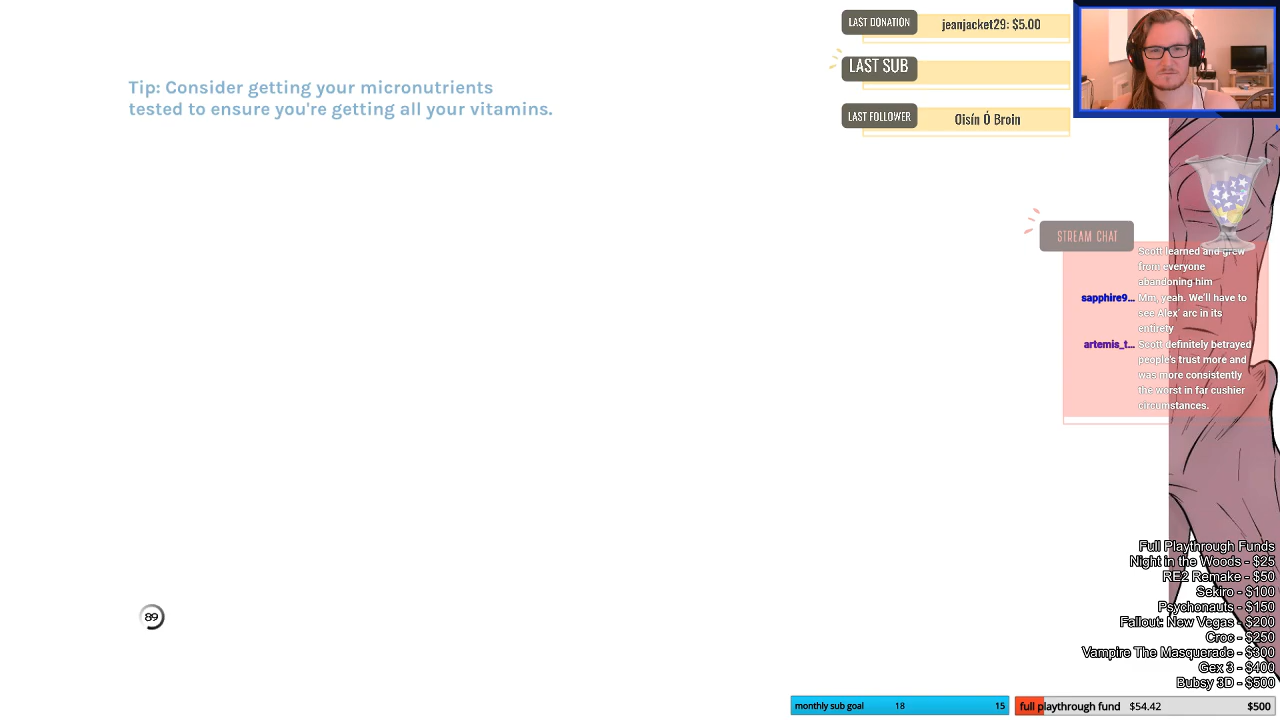 Tip: Consider getting your micronutrients
tested to ensure you're getting all your vitamins.
89
LAST DONATION
jeanjacket29: $5.00
LAST SUB
LAST FOLLOWER
Oisín Ó Broin
STREAM CHAT
Scott learned and grew
from everyone
abandoning him
sapphire9... Mm, yeah. We'll have to
see Alex' arc in its
entirety
artemis_t... Scott definitely betrayed
people's trust more and
was more consistently
the worst in far cushier
circumstances.
Full Playthrough Funds
Night in the Woods - $25
RE2 Remake - $50
Sekiro - $100
Psychonauts - $150
Fallout: New Vegas - $200
Croc - $250
Vampire The Masquerade - $300
Gex 3 - $400
Bubsy 3D - $500
monthly sub goal 18 15
full playthrough fund $54.42 $500